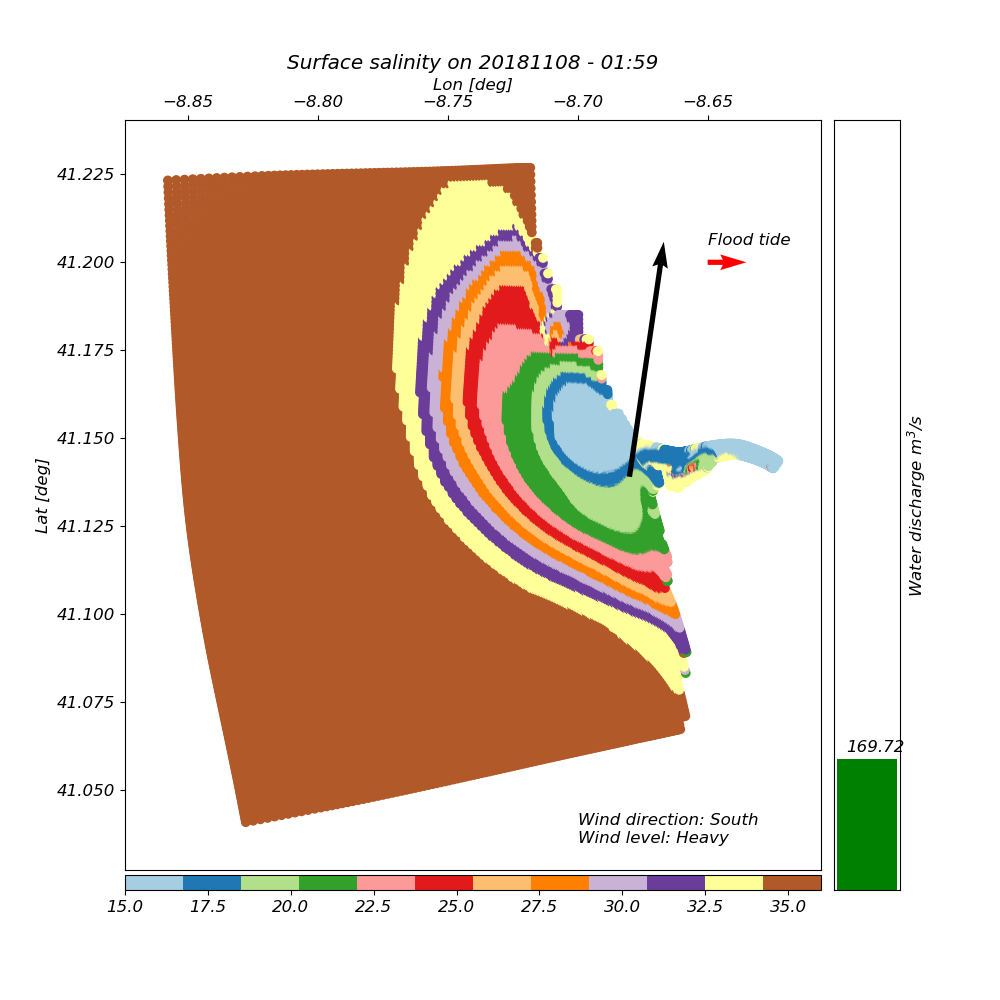 Surface salinity on 20181108 - 01:59
Lon [deg]
−8.85 −8.80 −8.75 −8.70 −8.65
41.225
41.200
41.175
41.150
41.125
41.100
41.075
41.050
Lat [deg]
Flood tide
Wind direction: South
Wind level: Heavy
15.0 17.5 20.0 22.5 25.0 27.5 30.0 32.5 35.0
169.72
Water discharge m³/s